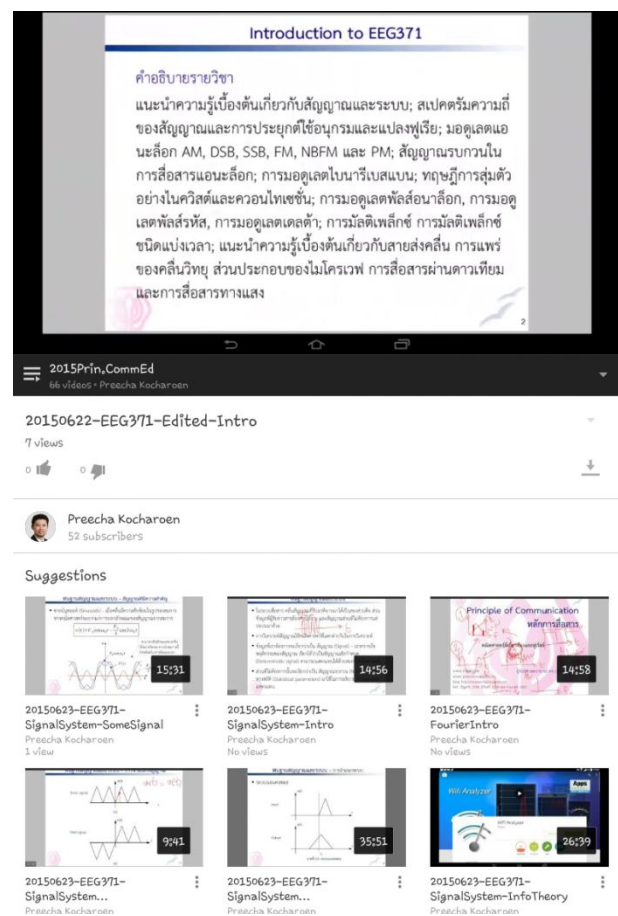 Introduction to EEG371
คำอธิบายรายวิชา
แนะนำความรู้เบื้องต้นเกี่ยวกับสัญญาณและระบบ; สเปคตรัมความถี่
ของสัญญาณและการประยุกต์ใช้อนุกรมและแปลงฟูเรีย; มอดูเลตแอ
นะล็อก AM, DSB, SSB, FM, NBFM และ PM; สัญญาณรบกวนใน
การสื่อสารแอนะล็อก; การมอดูเลตไบนารีเบสแบน; ทฤษฎีการสุ่มตัว
อย่างไนควิสต์และควอนไทเซชั่น; การมอดูเลตพัลส์อนาล็อก, การมอดู
เลตพัลส์รหัส, การมอดูเลตเดลต้า; การมัลติเพล็กซ์ การมัลติเพล็กซ์
ชนิดแบ่งเวลา; แนะนำความรู้เบื้องต้นเกี่ยวกับสายส่งคลื่น การแพร่
ของคลื่นวิทยุ ส่วนประกอบของไมโครเวฟ การสื่อสารผ่านดาวเทียม
และการสื่อสารทางแสง
2
2015Prin.CommEd
66 videos • Preecha Kocharoen
20150622-EEG371-Edited-Intro
7 views
0
0
Preecha Kocharoen
52 subscribers
Suggestions
15:31
14:56
Principle of Communication
หลักการสื่อสาร
14:58
20150623-EEG371-
SignalSystem-SomeSignal
Preecha Kocharoen
1 view
20150623-EEG371-
SignalSystem-Intro
Preecha Kocharoen
No views
20150623-EEG371-
FourierIntro
Preecha Kocharoen
No views
9:41
35:51
Wifi Analyzer
Apps
26:39
20150623-EEG371-
SignalSystem...
Preecha Kocharoen
20150623-EEG371-
SignalSystem...
Preecha Kocharoen
20150623-EEG371-
SignalSystem-InfoTheory
Preecha Kocharoen